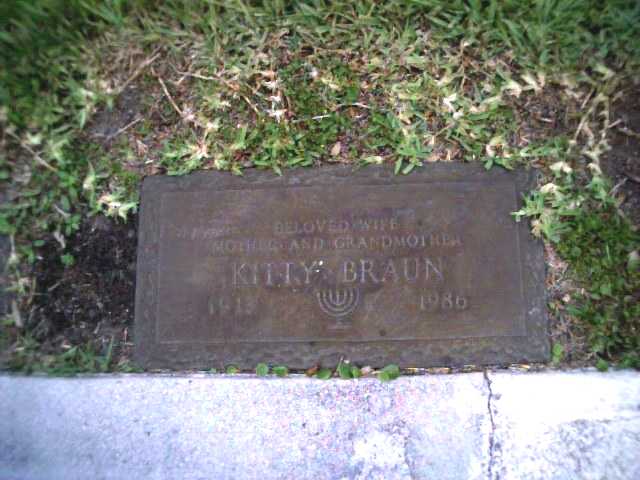 BELOVED WIFE
MOTHER AND GRANDMOTHER
KITTY BRAUN
1986